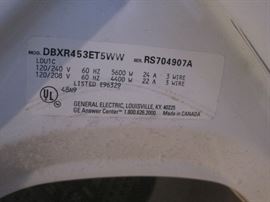 MOD. DBXR453ET5WW SER. RS704907A
LDU1C
120/240 V 60 HZ 5600 W 24 A 3 WIRE
120/208 V 60 HZ 4400 W 22 A 3 WIRE
LISTED E96329
UL
48N9
GENERAL ELECTRIC, LOUISVILLE, KY. 40225
GE Answer Center™ 1.800.626.2000 Made in CANADA